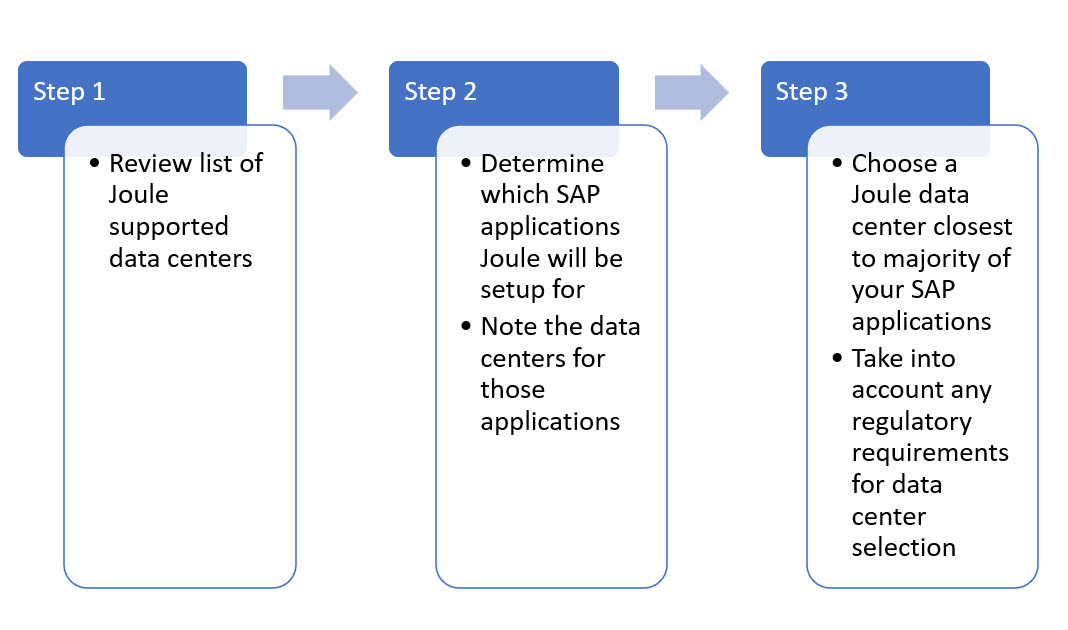 Step 1
• Review list of
Joule
supported
data centers
Step 2
• Determine
which SAP
applications
Joule will be
setup for
• Note the data
centers for
those
applications
Step 3
• Choose a
Joule data
center closest
to majority of
your SAP
applications
• Take into
account any
regulatory
requirements
for data
center
selection